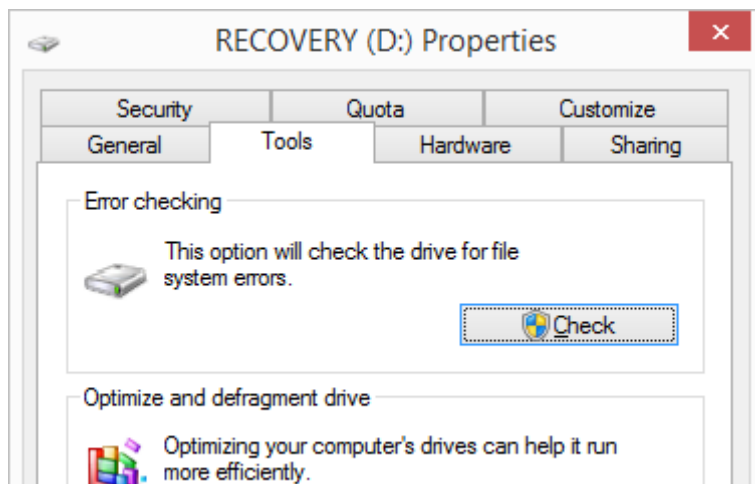 RECOVERY (D:) Properties
Security Quota Customize
General Tools Hardware Sharing
Error checking
This option will check the drive for file
system errors.
Check
Optimize and defragment drive
Optimizing your computer's drives can help it run
more efficiently.